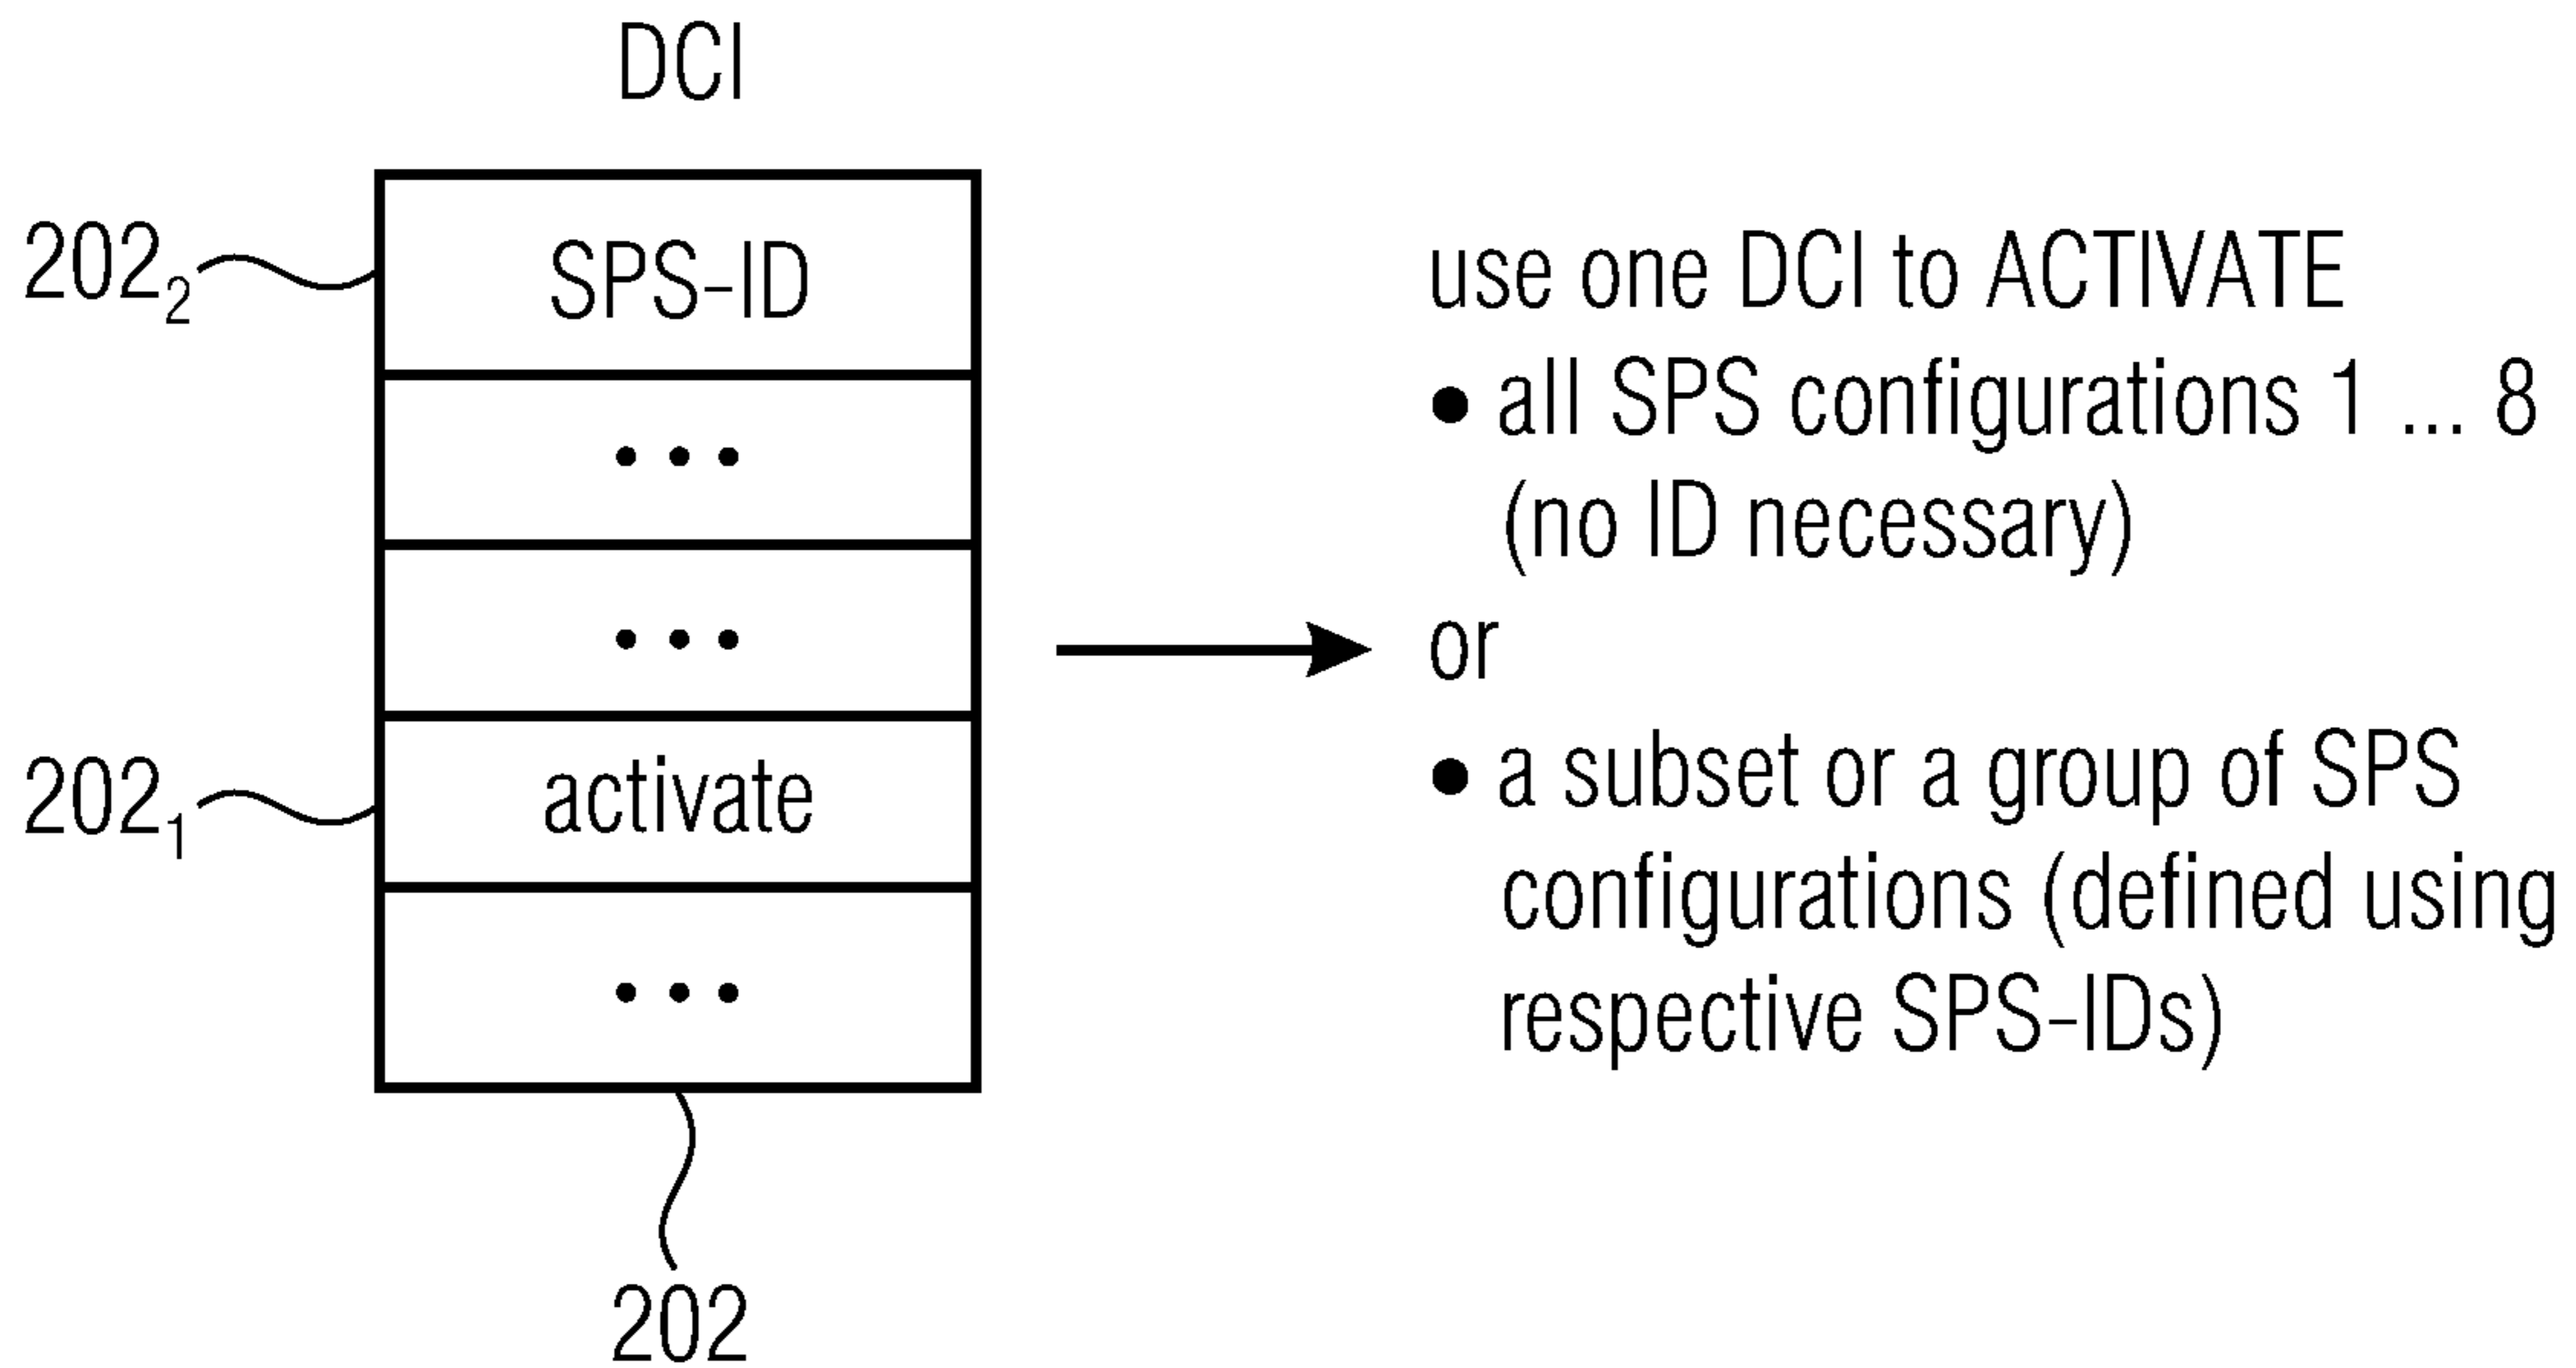 DCI
202₂
SPS-ID
• • •
• • •
202₁
activate
• • •
202
use one DCI to ACTIVATE
• all SPS configurations 1 ... 8
(no ID necessary)
or
• a subset or a group of SPS
configurations (defined using
respective SPS-IDs)